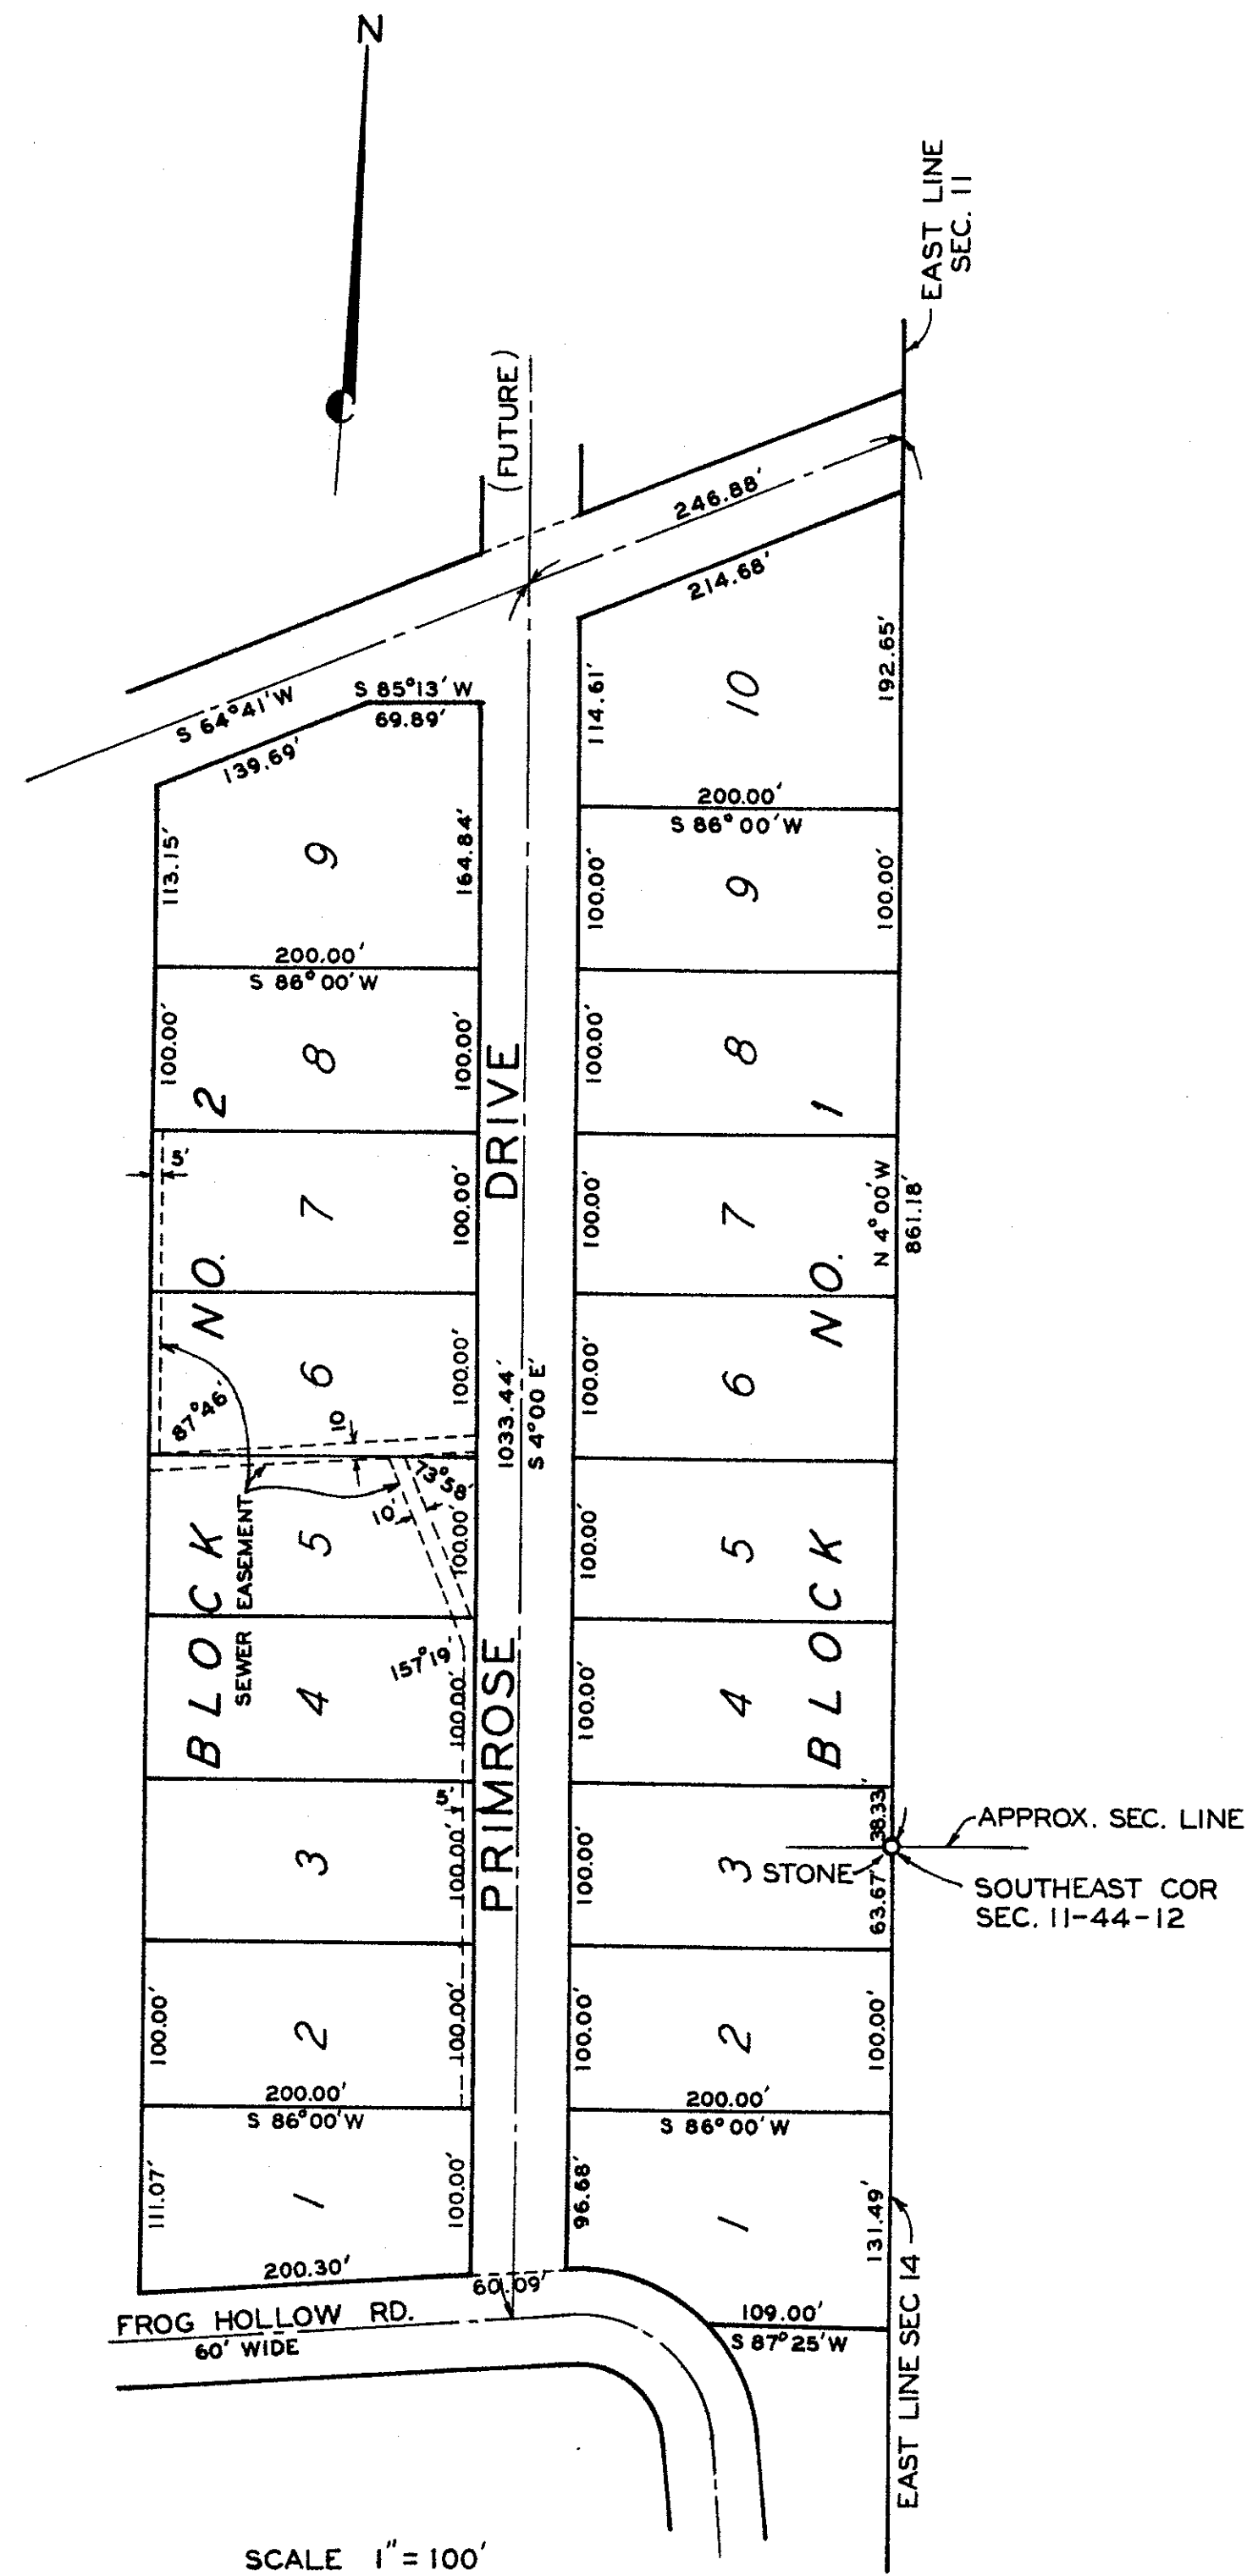 N
EAST LINE
SEC. 11
(FUTURE)
246.88'
214.68'
S 64°41' W
S 85°13' W
69.89'
139.69'
114.61'
10
192.65'
113.15'
9
164.84'
200.00'
S 86°00' W
100.00'
9
100.00'
200.00'
S 86°00' W
100.00'
8
100.00'
DRIVE
100.00'
8
2
1
5'
7
100.00'
100.00'
7
N 4°00' W
861.18'
NO.
NO.
87°46'
6
10
100.00'
1033.44'
S 4°00 E'
100.00'
6
73°58'
10'
5
100.00'
100.00'
5
BLOCK
SEWER EASEMENT
BLOCK
157°19'
4
100.00'
PRIMROSE
100.00'
4
5'
3
100.00'
100.00'
3
38.33'
APPROX. SEC. LINE
STONE
63.67'
SOUTHEAST COR
SEC. 11-44-12
100.00'
2
100.00'
100.00'
2
100.00'
200.00'
S 86°00' W
200.00'
S 86°00' W
111.07'
1
100.00'
96.68'
1
131.49'
200.30'
60.09'
FROG HOLLOW RD.
60' WIDE
109.00'
S 87°25' W
EAST LINE SEC 14
SCALE 1" = 100'